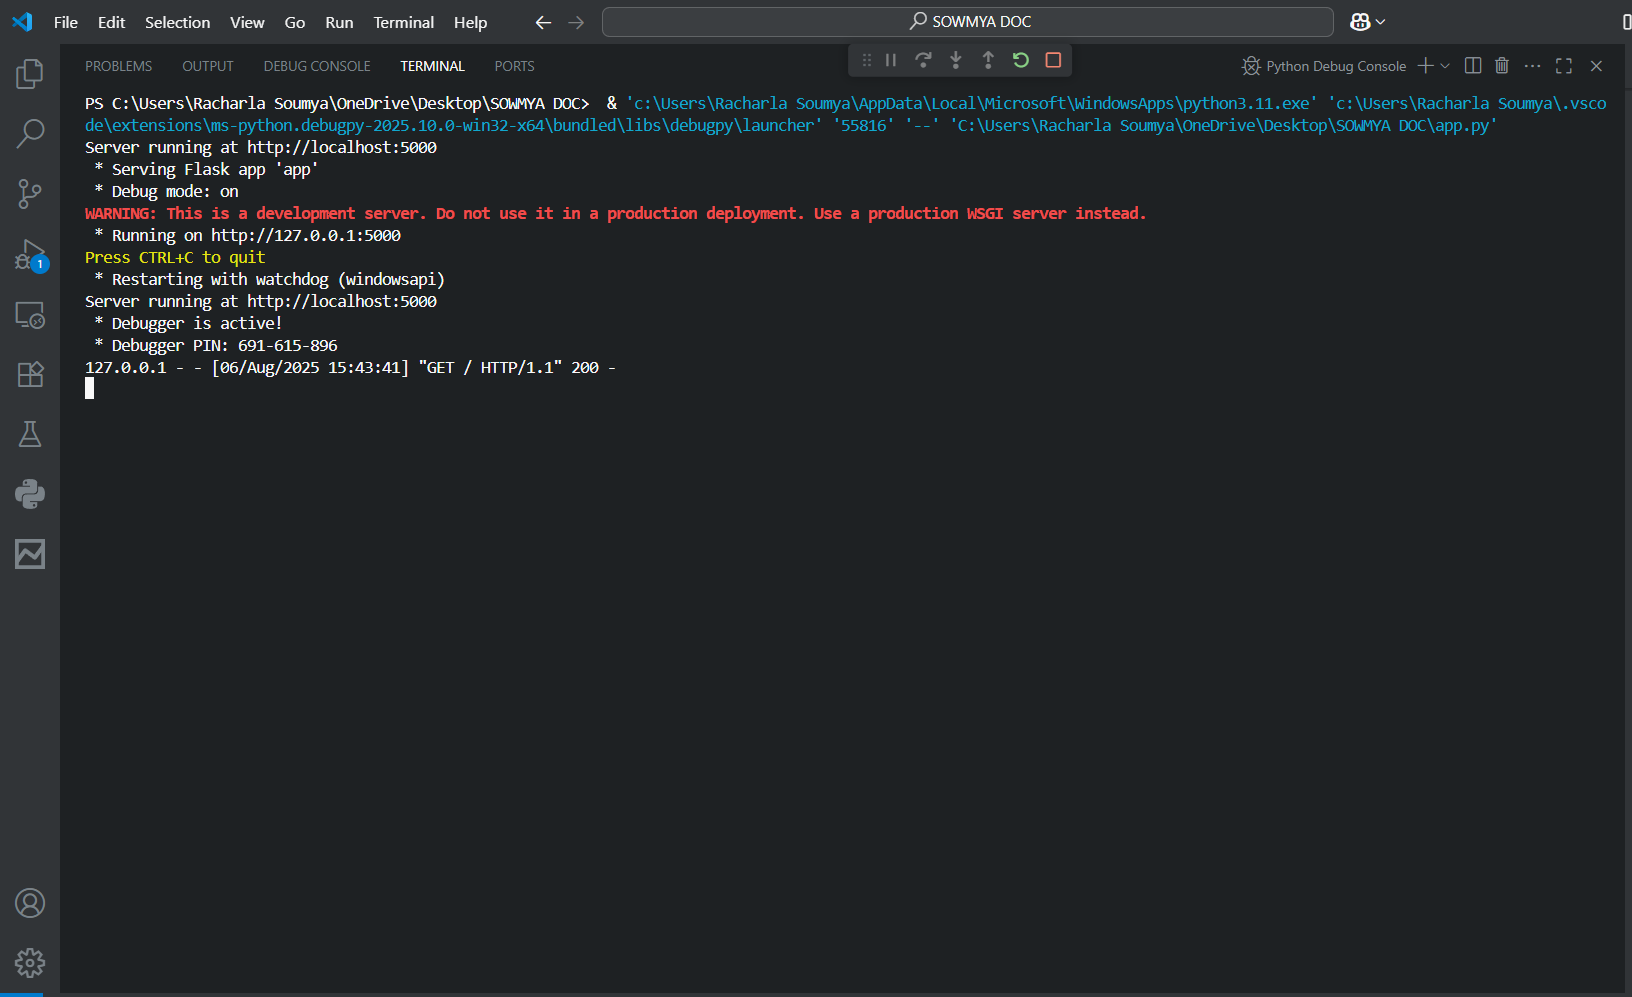 File Edit Selection View Go Run Terminal Help SOWMYA DOC
PROBLEMS OUTPUT DEBUG CONSOLE TERMINAL PORTS Python Debug Console
PS C:\Users\Racharla Soumya\OneDrive\Desktop\SOWMYA DOC>  & 'c:\Users\Racharla Soumya\AppData\Local\Microsoft\WindowsApps\python3.11.exe' 'c:\Users\Racharla Soumya\.vsco
de\extensions\ms-python.debugpy-2025.10.0-win32-x64\bundled\libs\debugpy\launcher' '55816' '--' 'C:\Users\Racharla Soumya\OneDrive\Desktop\SOWMYA DOC\app.py'
Server running at http://localhost:5000
 * Serving Flask app 'app'
 * Debug mode: on
WARNING: This is a development server. Do not use it in a production deployment. Use a production WSGI server instead.
 * Running on http://127.0.0.1:5000
Press CTRL+C to quit
 * Restarting with watchdog (windowsapi)
Server running at http://localhost:5000
 * Debugger is active!
 * Debugger PIN: 691-615-896
127.0.0.1 - - [06/Aug/2025 15:43:41] "GET / HTTP/1.1" 200 -
1